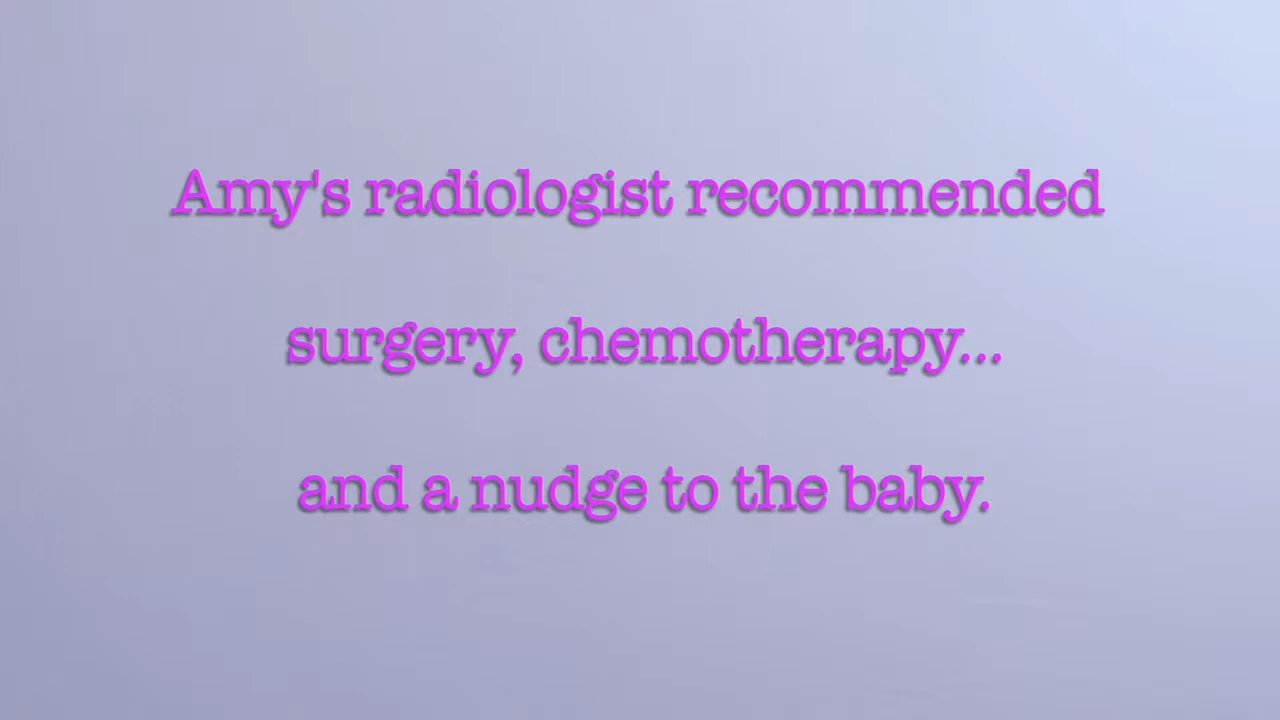 Amy's radiologist recommended
surgery, chemotherapy...
and a nudge to the baby.